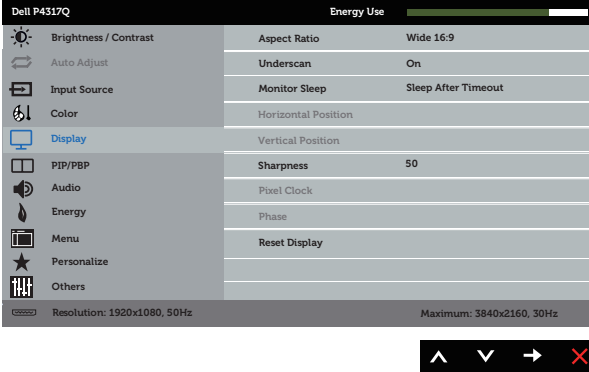 Dell P4317Q Energy Use
Brightness / Contrast Aspect Ratio Wide 16:9
Auto Adjust Underscan On
Input Source Monitor Sleep Sleep After Timeout
Color Horizontal Position
Display Vertical Position
PIP/PBP Sharpness 50
Audio Pixel Clock
Energy Phase
Menu Reset Display
Personalize
Others
Resolution: 1920x1080, 50Hz Maximum: 3840x2160, 30Hz